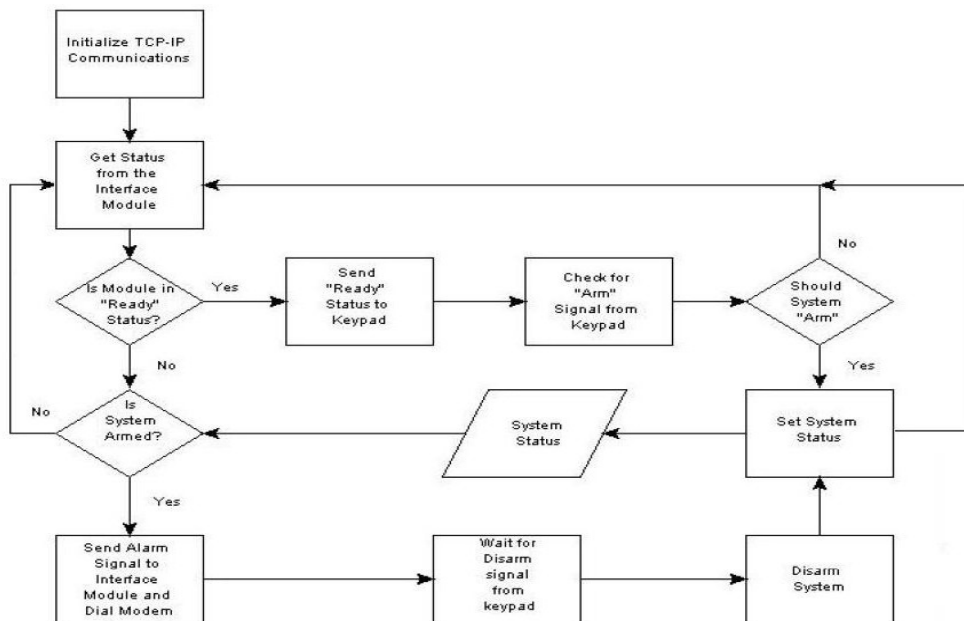 Initialize TCP-IP
Communications
Get Status
from the
Interface
Module
No
Is Module in
"Ready"
Status?
Yes
Send
"Ready"
Status to
Keypad
Check for
"Arm"
Signal from
Keypad
Should
System
"Arm"
No
Yes
No
Is
System
Armed?
System
Status
Set System
Status
Yes
Send Alarm
Signal to
Interface
Module and
Dial Modem
Wait for
Disarm
signal
from
keypad
Disarm
System